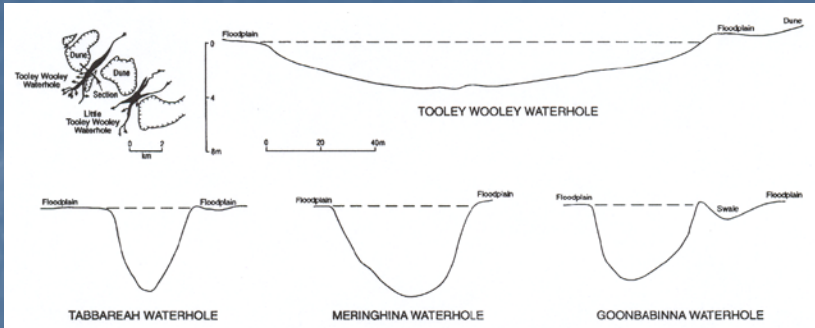 Floodplain
Floodplain
Dune
Dune
Dune
Tooley Wooley
Waterhole
Section
Little
Tooley Wooley
Waterhole
0
2
km
0
4
8m
TOOLEY WOOLEY WATERHOLE
0
20
40m
Floodplain
Floodplain
Floodplain
Floodplain
Floodplain
Swale
Floodplain
TABBAREAH WATERHOLE
MERINGHINA WATERHOLE
GOONBABINNA WATERHOLE